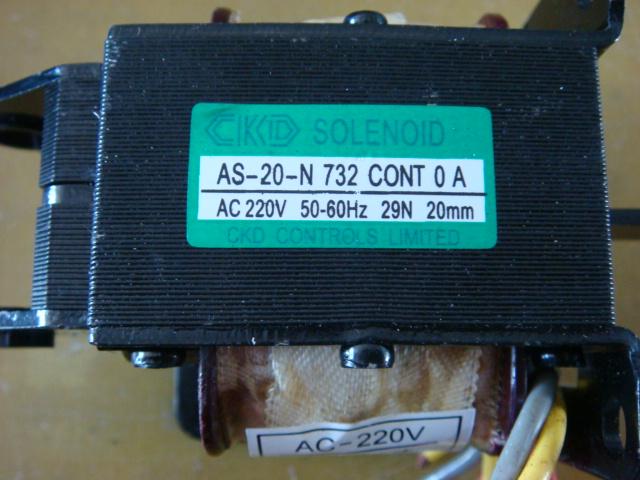 CKD SOLENOID
AS-20-N 732 CONT 0 A
AC 220V 50-60Hz 29N 20mm
CKD CONTROLS LIMITED
AC-220V